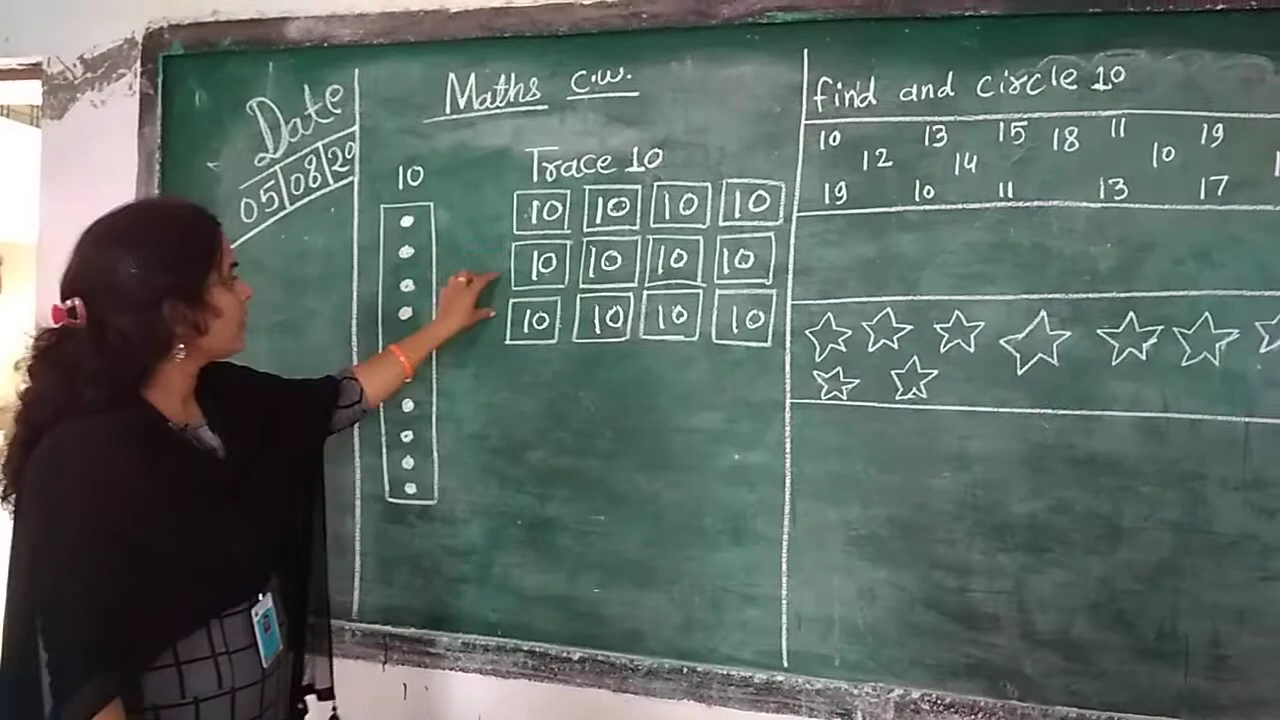 Date
05/08/20
Maths c.w.
10
Trace 10
10 10 10 10
10 10 10 10
10 10 10 10
find and circle 10
10 13 15 18 11 19
12 14 10
19 10 11 13 17